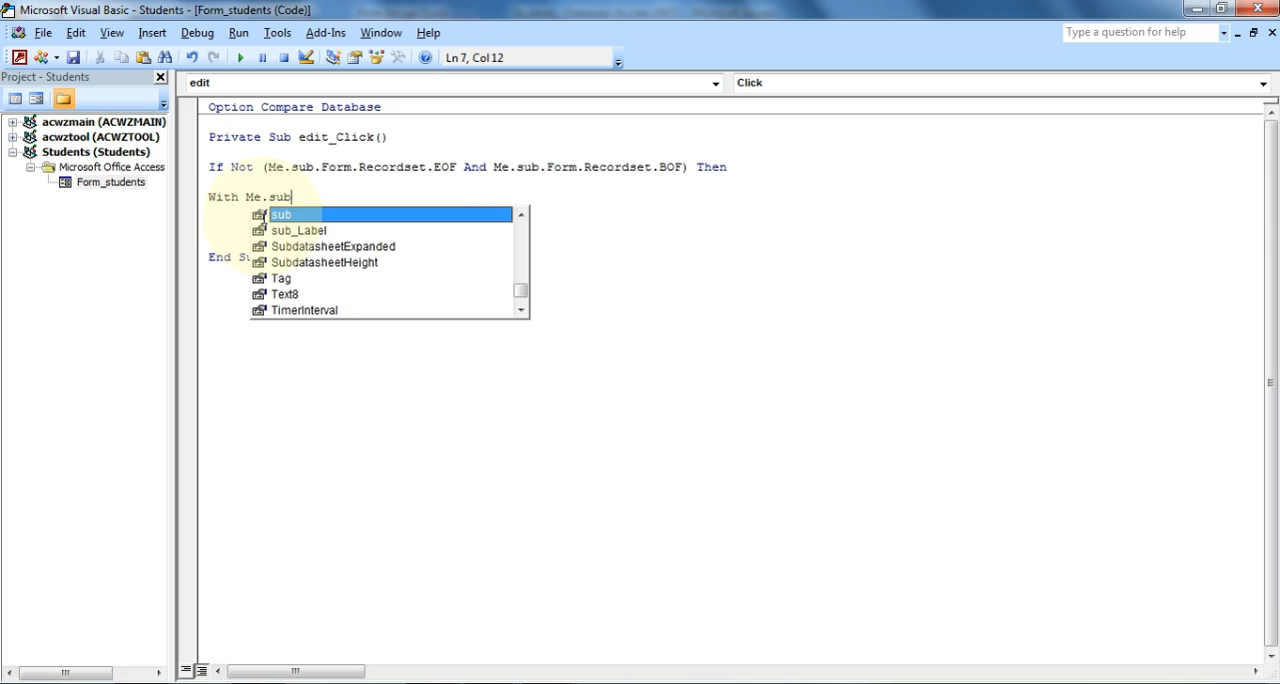 Microsoft Visual Basic - Students - [Form_students (Code)]
File Edit View Insert Debug Run Tools Add-Ins Window Help
Type a question for help
Ln 7, Col 12
Project - Students
edit
Click
acwzmain (ACWZMAIN)
acwztool (ACWZTOOL)
Students (Students)
Microsoft Office Access
Form_students
Option Compare Database
Private Sub edit_Click()
If Not (Me.sub.Form.Recordset.EOF And Me.sub.Form.Recordset.BOF) Then
With Me.sub
sub
sub_Label
SubdatasheetExpanded
SubdatasheetHeight
Tag
Text8
TimerInterval
End Su